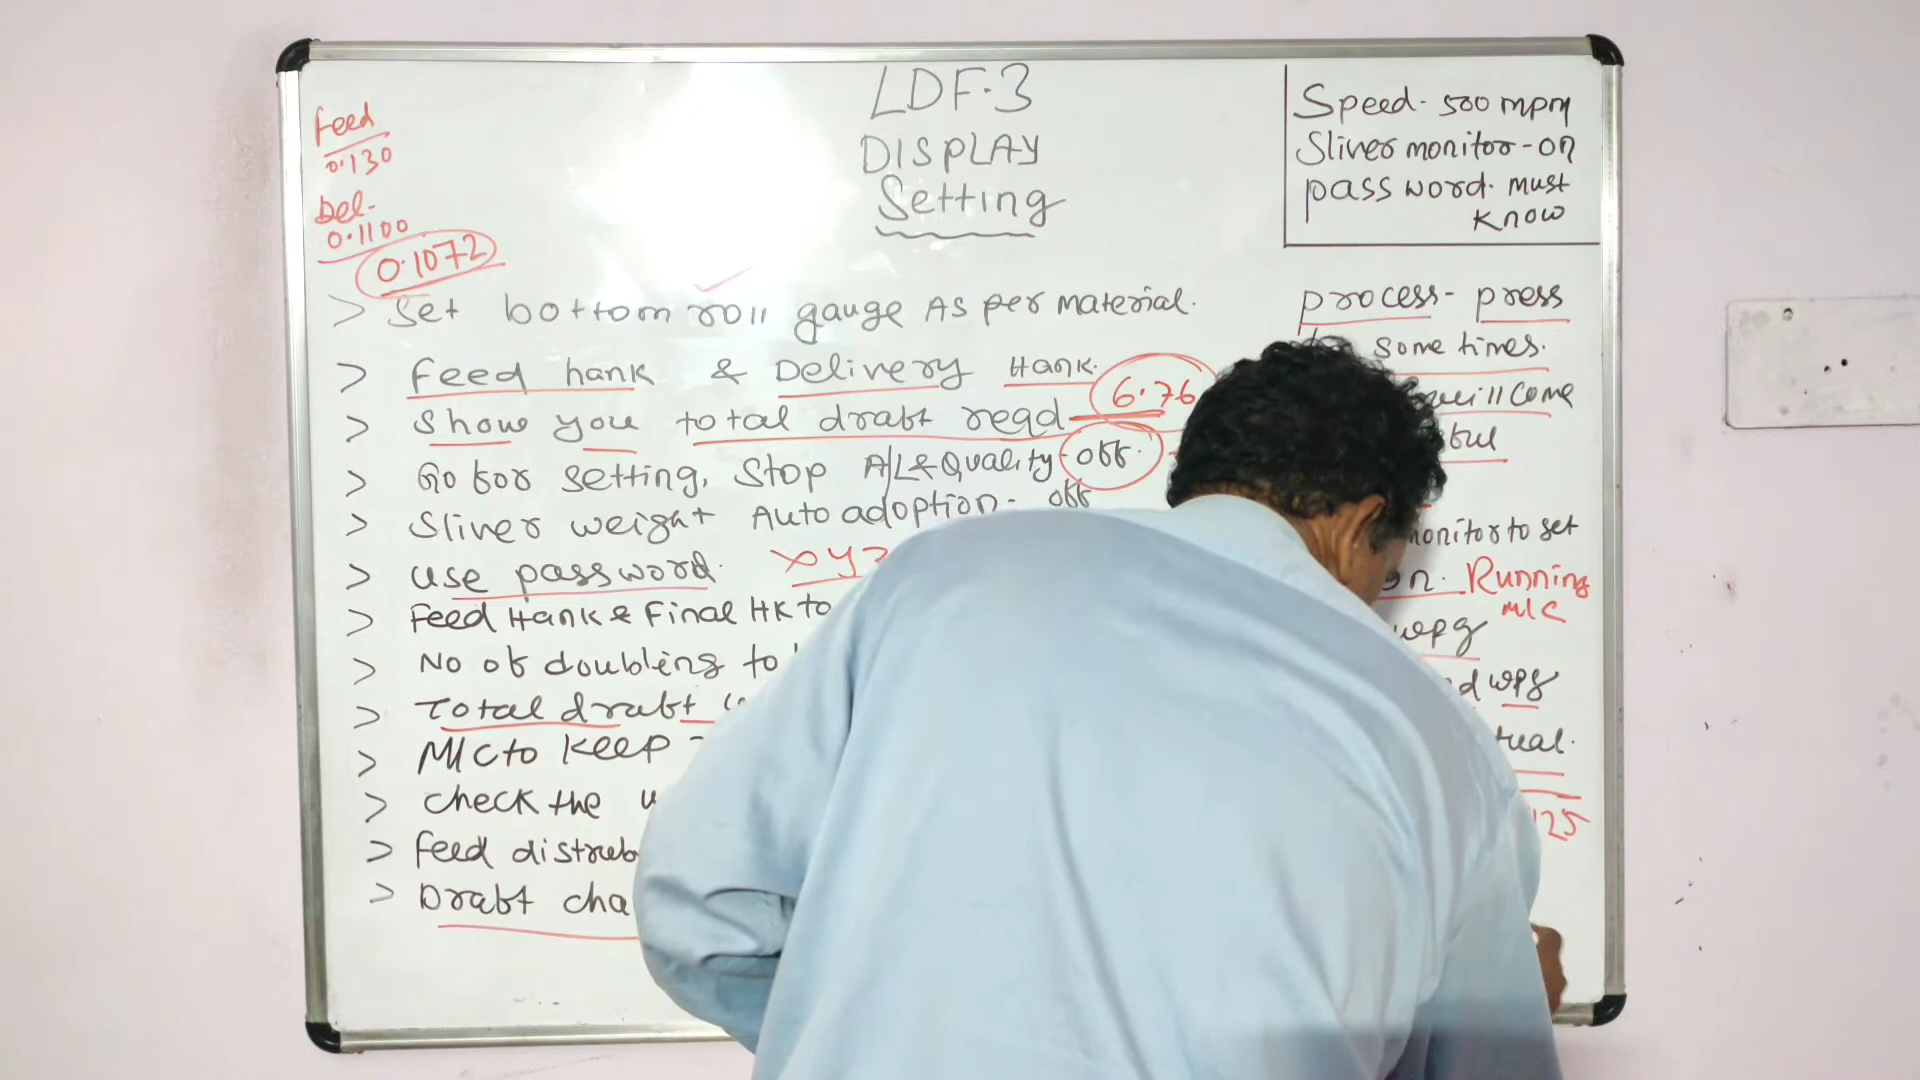 LDF.3
DISPLAY
Setting
Feed
0.130
Del-
0.1100
0.1072
Speed- 500 mpm
Sliver monitor - on
password. must
know
> Set bottom roll gauge As per material.
> Feed hank & Delivery Hank.
> Show you total draft reqd 6.76
> Go for setting, Stop A/L & Quality - off.
> Sliver weight Auto adoption - off
> use password. xyz
> Feed Hank & Final HK to
> No of doubling to
> Total draft
> M/C to keep -
> check the
> Feed
> Draft
process - press
some times.
will come
monitor to set
on. Running
M/C
wpg
wpg
125